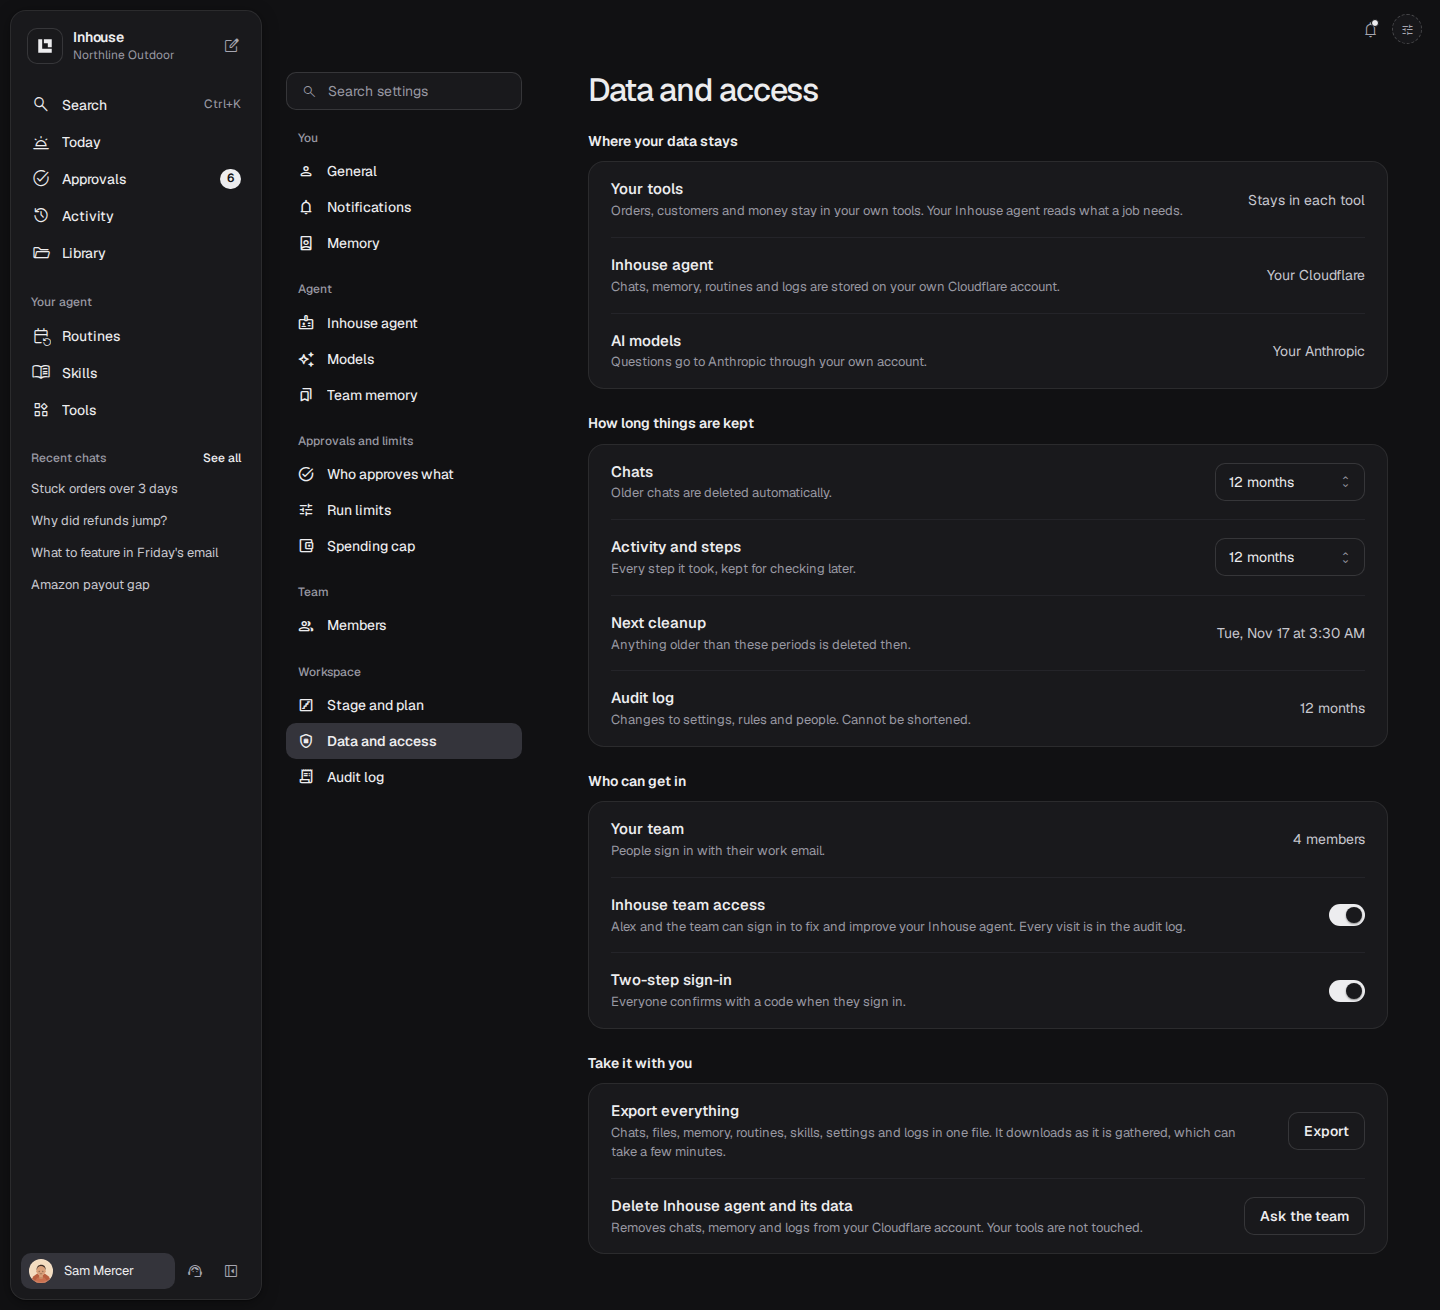 Inhouse
Northline Outdoor
Search
Ctrl+K
Today
Approvals
6
Activity
Library
Your agent
Routines
Skills
Tools
Recent chats
See all
Stuck orders over 3 days
Why did refunds jump?
What to feature in Friday's email
Amazon payout gap
Sam Mercer
Search settings
You
General
Notifications
Memory
Agent
Inhouse agent
Models
Team memory
Approvals and limits
Who approves what
Run limits
Spending cap
Team
Members
Workspace
Stage and plan
Data and access
Audit log
Data and access
Where your data stays
Your tools
Orders, customers and money stay in your own tools. Your Inhouse agent reads what a job needs.
Stays in each tool
Inhouse agent
Chats, memory, routines and logs are stored on your own Cloudflare account.
Your Cloudflare
AI models
Questions go to Anthropic through your own account.
Your Anthropic
How long things are kept
Chats
Older chats are deleted automatically.
12 months
Activity and steps
Every step it took, kept for checking later.
12 months
Next cleanup
Anything older than these periods is deleted then.
Tue, Nov 17 at 3:30 AM
Audit log
Changes to settings, rules and people. Cannot be shortened.
12 months
Who can get in
Your team
People sign in with their work email.
4 members
Inhouse team access
Alex and the team can sign in to fix and improve your Inhouse agent. Every visit is in the audit log.
Two-step sign-in
Everyone confirms with a code when they sign in.
Take it with you
Export everything
Chats, files, memory, routines, skills, settings and logs in one file. It downloads as it is gathered, which can
take a few minutes.
Export
Delete Inhouse agent and its data
Removes chats, memory and logs from your Cloudflare account. Your tools are not touched.
Ask the team